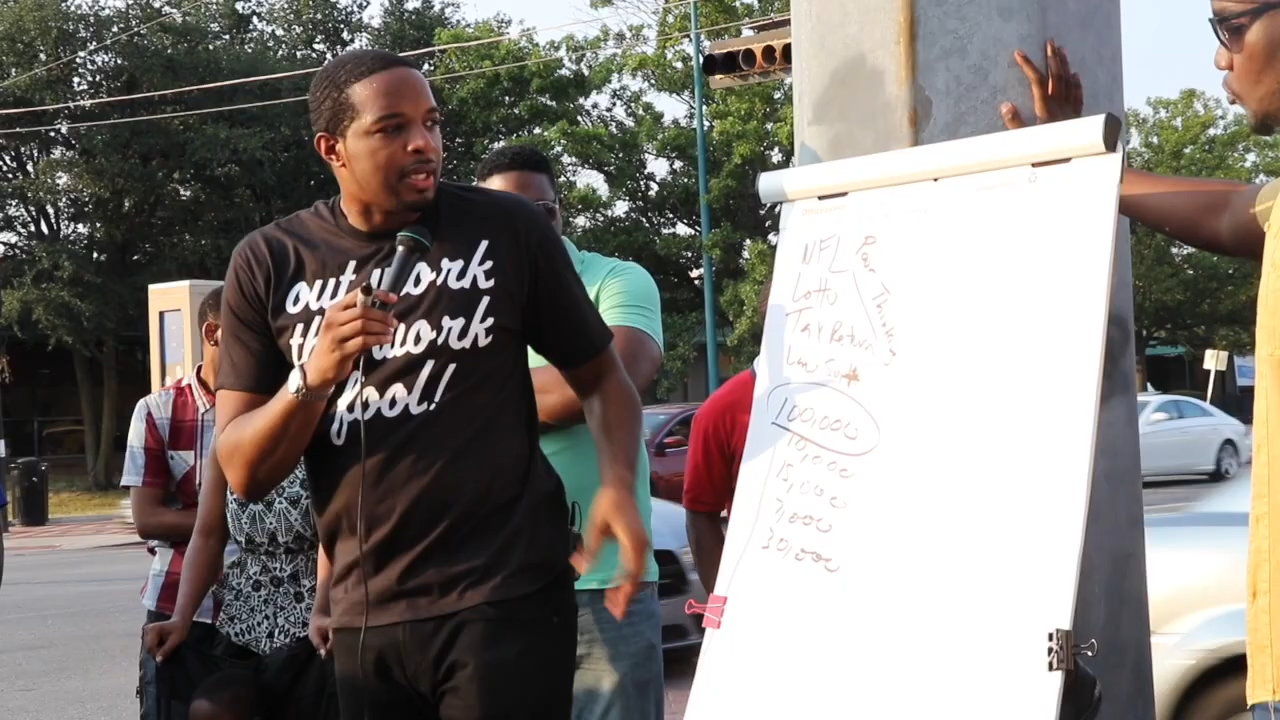 out work
the work
fool!
NFL
Lotto
Tax Return
Law Suit
Poor Thinking
100,000
10,000
15,000
7,000
30,000